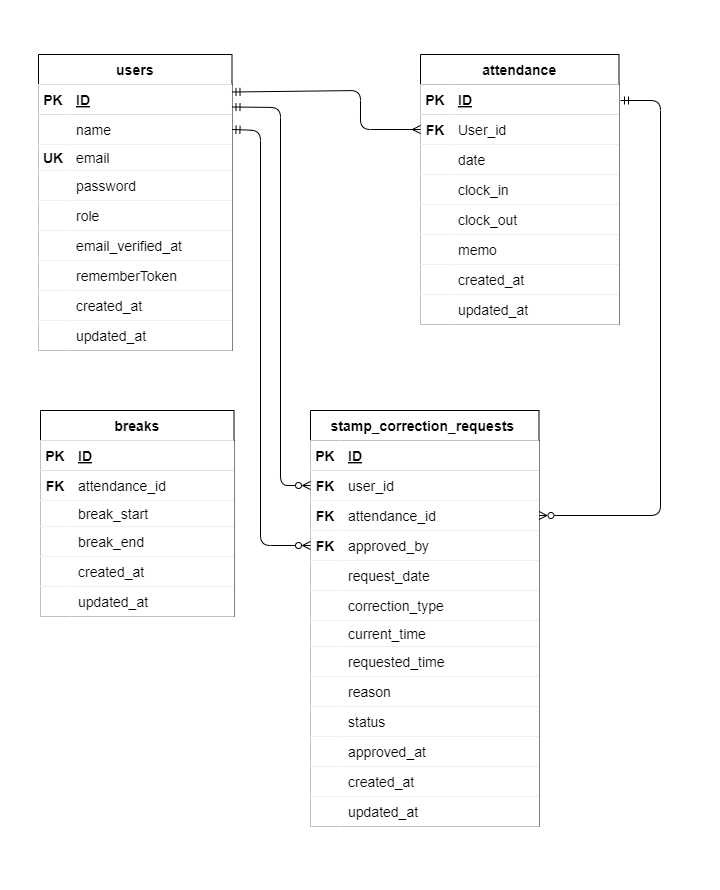 users
PK ID
name
UK email
password
role
email_verified_at
rememberToken
created_at
updated_at
attendance
PK ID
FK User_id
date
clock_in
clock_out
memo
created_at
updated_at
breaks
PK ID
FK attendance_id
break_start
break_end
created_at
updated_at
stamp_correction_requests
PK ID
FK user_id
FK attendance_id
FK approved_by
request_date
correction_type
current_time
requested_time
reason
status
approved_at
created_at
updated_at